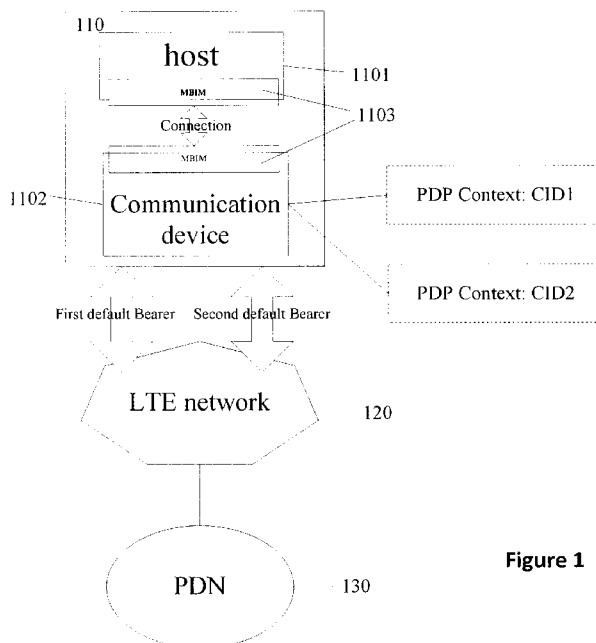 110
host
1101
MBIM
1103
Connection
MBIM
1102
Communication
device
PDP Context: CID1
PDP Context: CID2
First default Bearer
Second default Bearer
LTE network
120
PDN
130
Figure 1